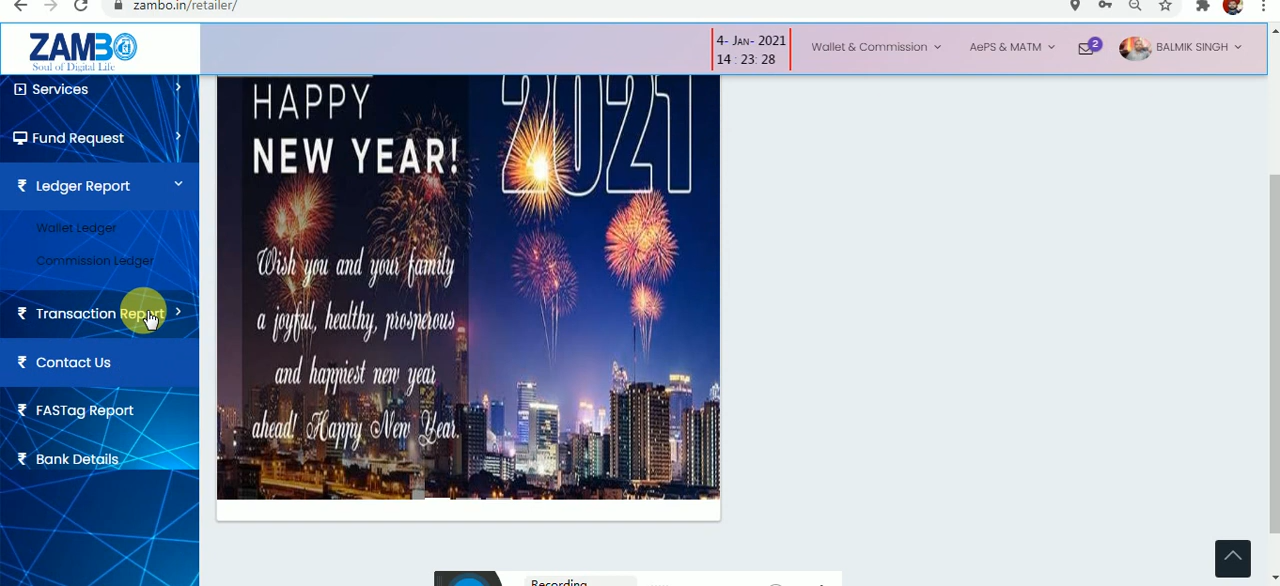 zambo.in/retailer/
ZAMBO
Soul of Digital Life
4- Jan- 2021
14 : 23: 28
Wallet & Commission
AePS & MATM
2
BALMIK SINGH
Services
Fund Request
₹ Ledger Report
Wallet Ledger
Commission Ledger
₹ Transaction Report
₹ Contact Us
₹ FASTag Report
₹ Bank Details
HAPPY
NEW YEAR!
2021
Wish you and your family
a joyful, healthy, prosperous
and happiest new year
ahead! Happy New Year.
Recording